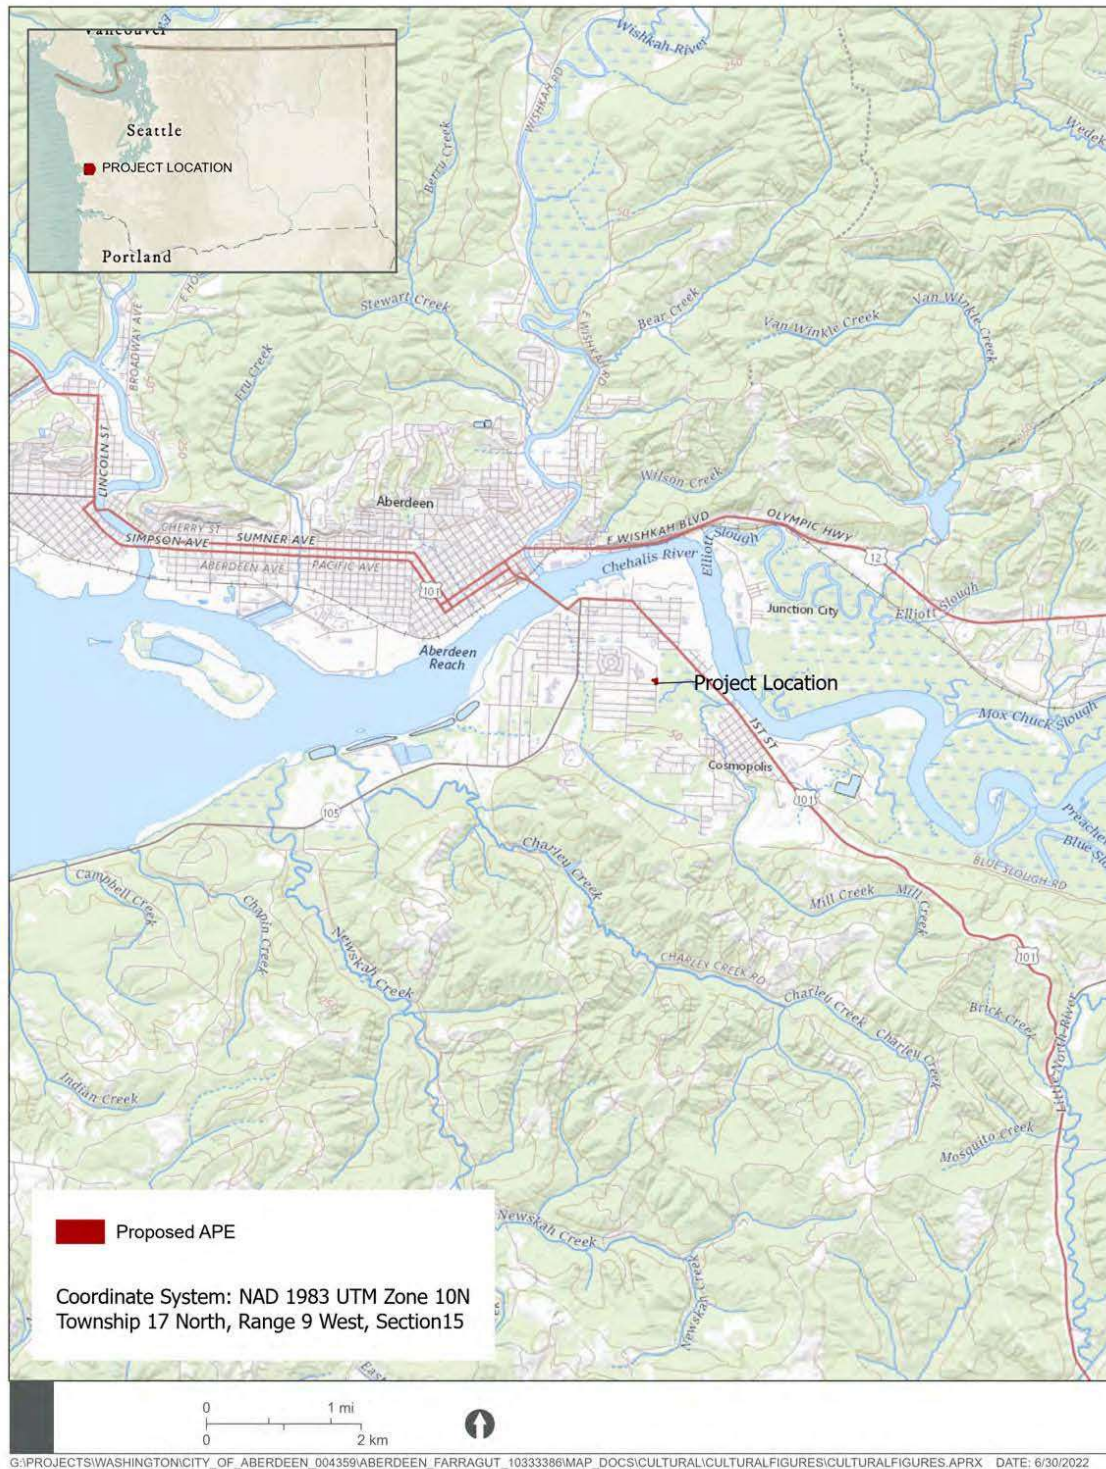 Vancouver
Seattle
PROJECT LOCATION
Portland
Wishkah River
WISHKAH RD
Berry Creek
Stewart Creek
Fry Creek
BROADWAY AVE
E WISHKAH RD
Bear Creek
Van Winkle Creek
Van Winkle Creek
250
50
LINCOLN ST
Aberdeen
Wilson Creek
CHERRY ST
SIMPSON AVE
SUMNER AVE
ABERDEEN AVE
PACIFIC AVE
101
E WISHKAH BLVD
OLYMPIC HWY
12
Chehalis River
Elliott Slough
Elliott Slough
Junction City
Aberdeen
Reach
Project Location
Mox Chuck Slough
1ST ST
50
Cosmopolis
101
105
BLUE SLOUGH RD
Charley Creek
Campbell Creek
Chapin Creek
Newskah Creek
Mill Creek
Mill Creek
CHARLEY CREEK RD
Charley Creek
Charley Creek
101
Brick Creek
Little North River
Mosquito Creek
Indian Creek
Newskah Creek
Newskah Creek
Proposed APE
Coordinate System: NAD 1983 UTM Zone 10N
Township 17 North, Range 9 West, Section15
0 1 mi
0 2 km
G:\PROJECTS\WASHINGTON\CITY_OF_ABERDEEN_004359\ABERDEEN_FARRAGUT_10333386\MAP_DOCS\CULTURAL\CULTURALFIGURES\CULTURALFIGURES.APRX DATE: 6/30/2022